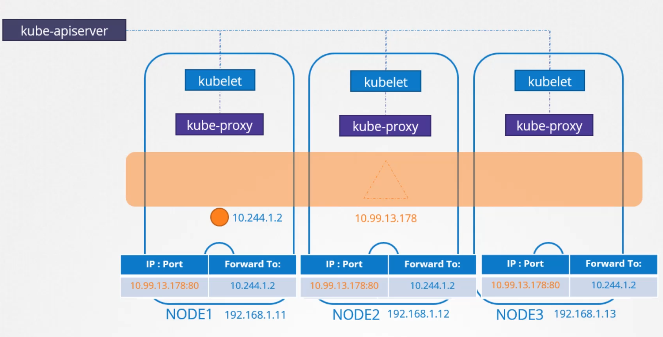 kube-apiserver
kubelet
kubelet
kubelet
kube-proxy
kube-proxy
kube-proxy
10.244.1.2
10.99.13.178
IP : Port Forward To:
10.99.13.178:80 10.244.1.2
IP : Port Forward To:
10.99.13.178:80 10.244.1.2
IP : Port Forward To:
10.99.13.178:80 10.244.1.2
NODE1 192.168.1.11
NODE2 192.168.1.12
NODE3 192.168.1.13